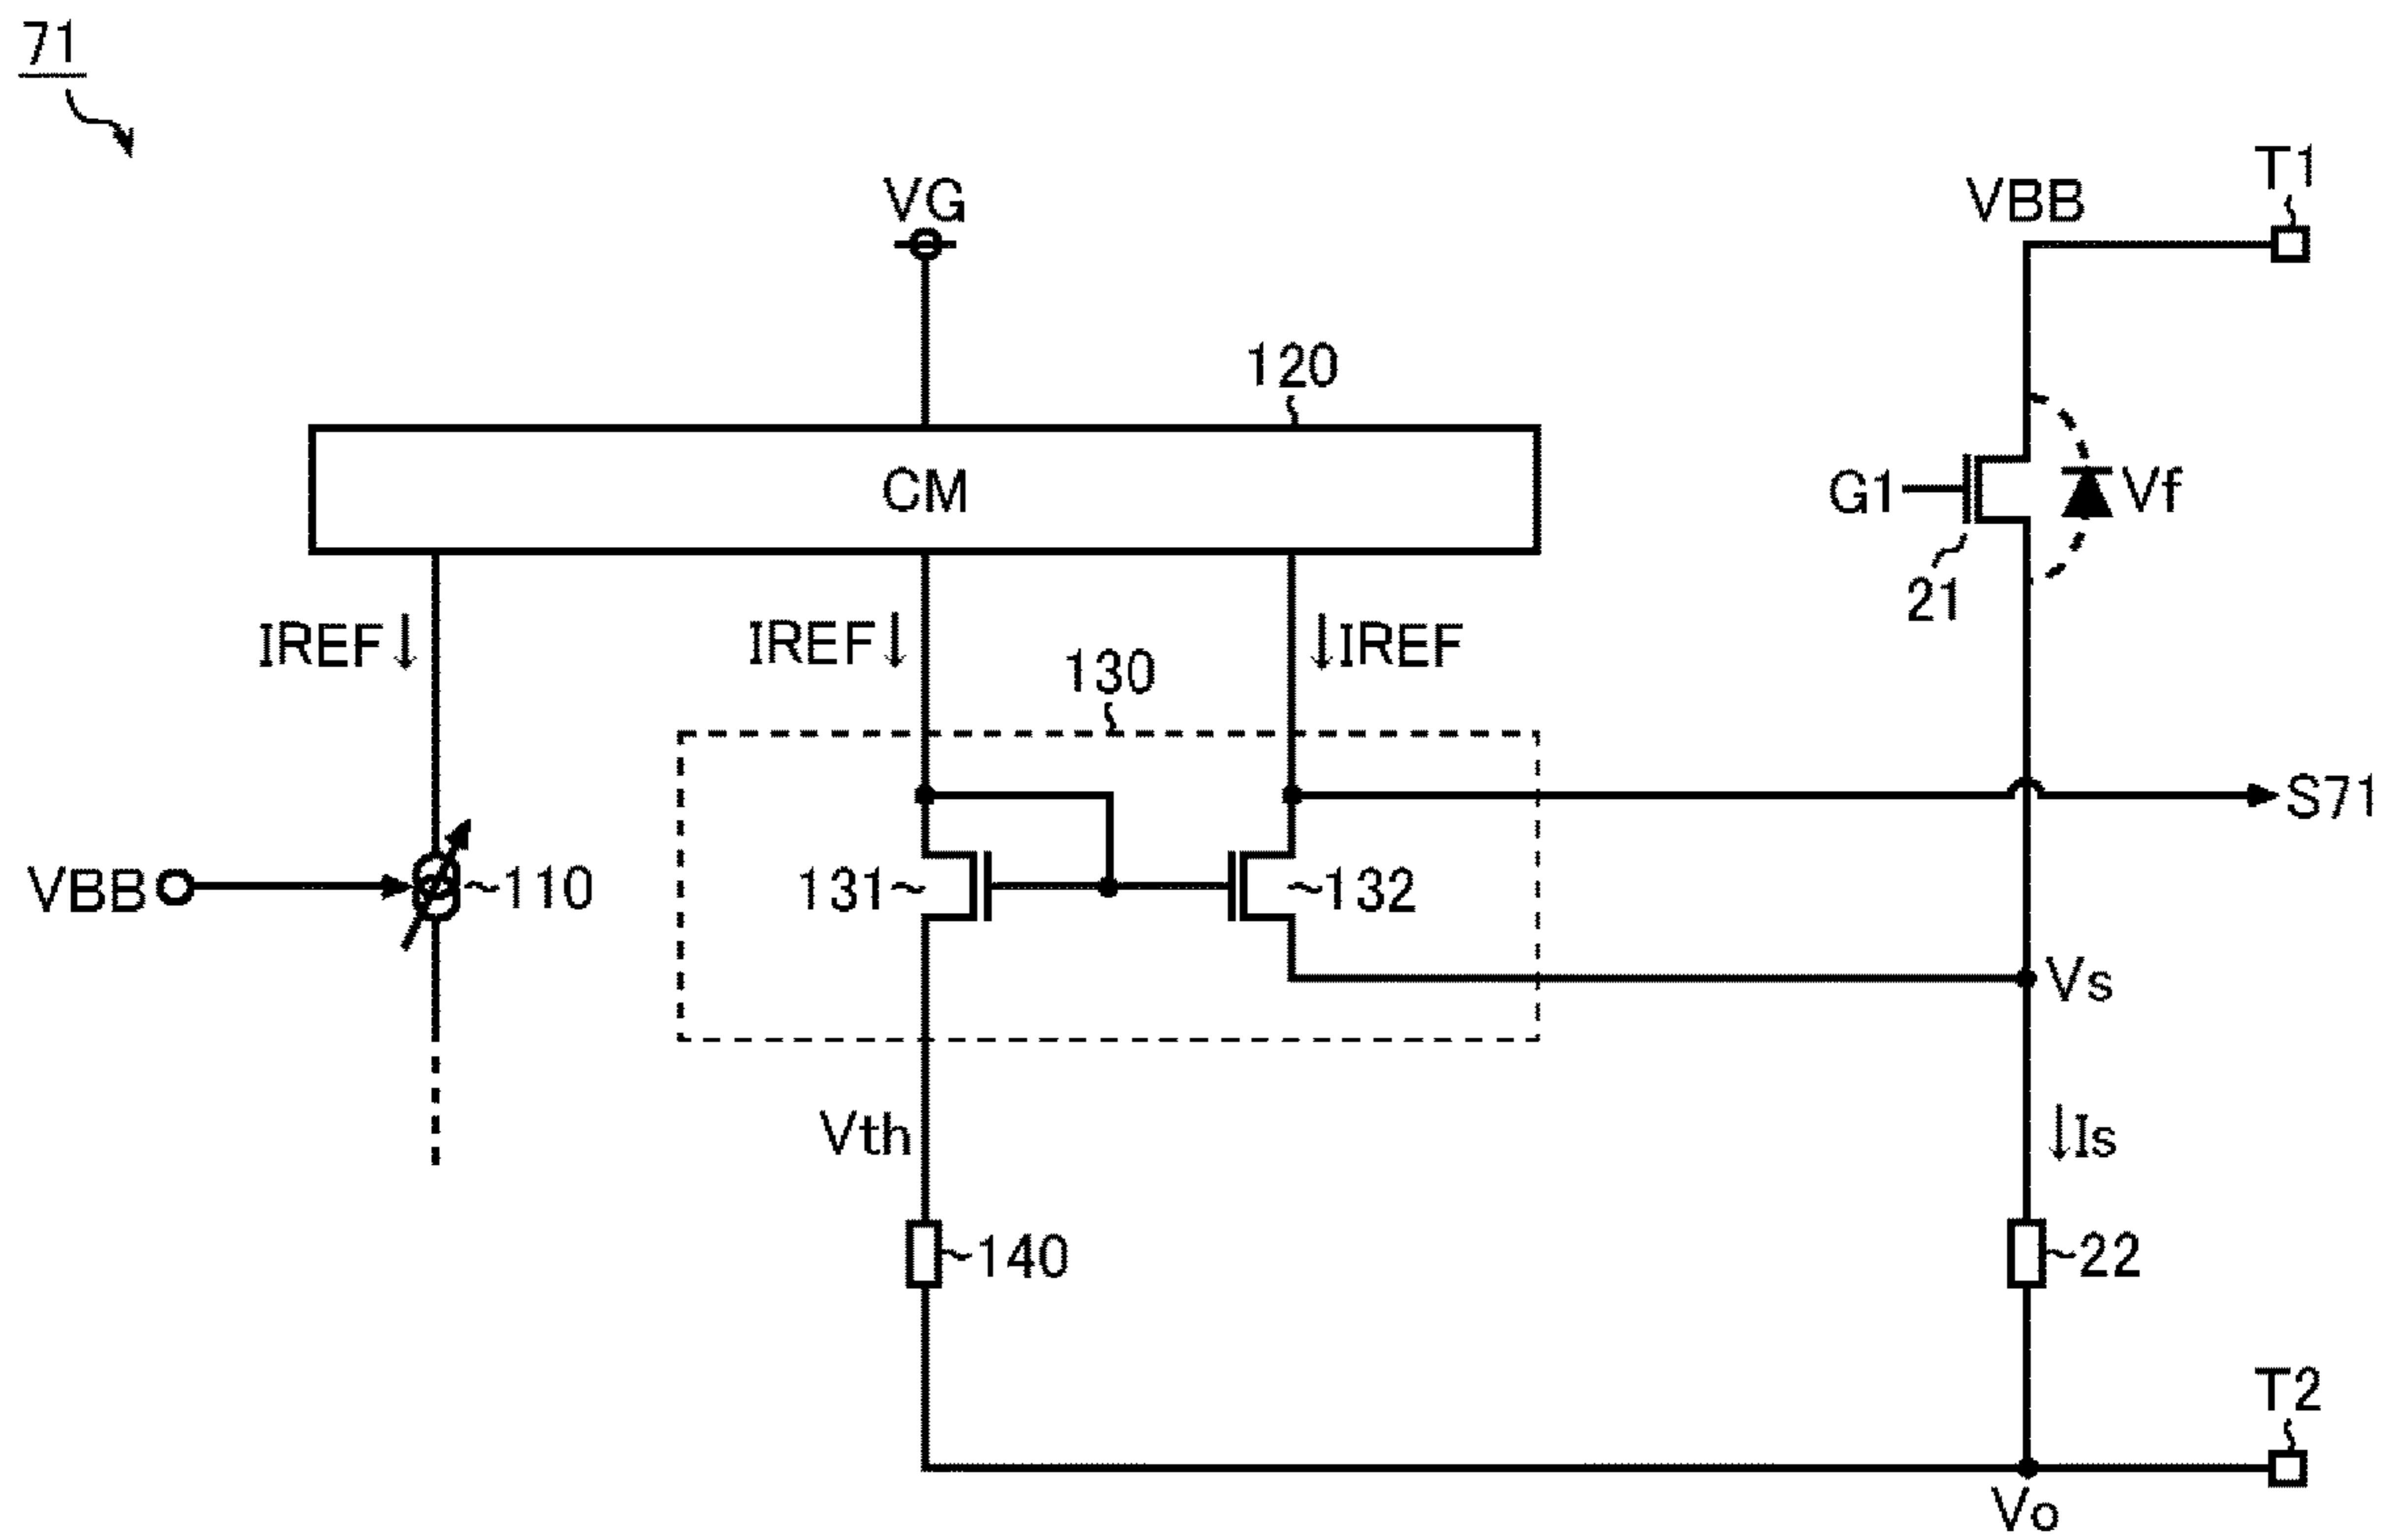 71
T1
VG
VBB
120
CM
G1
Vf
21
IREF
IREF
IREF
130
S71
VBB
~110
131~
~132
Vs
Vth
Is
~140
~22
T2
Vo